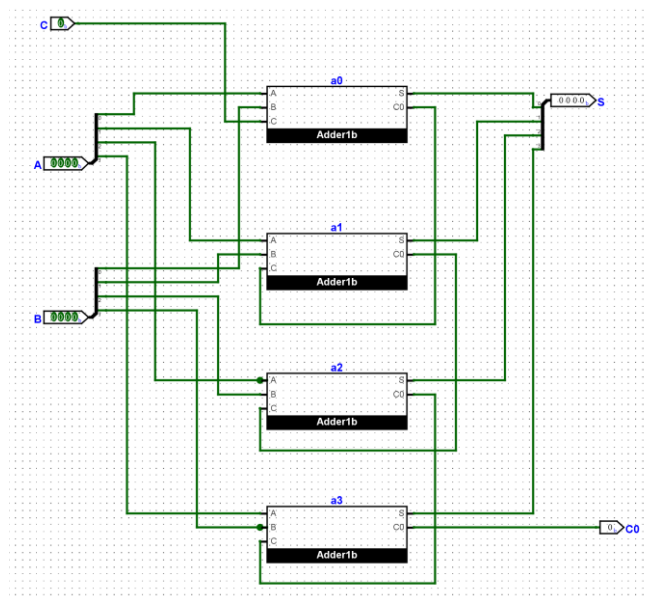 C 0
a0
A S
B C0
C
Adder1b
0000 S
A 0000
a1
A S
B C0
C
Adder1b
B 0000
a2
A S
B C0
C
Adder1b
a3
A S
B C0
C
Adder1b
0 C0